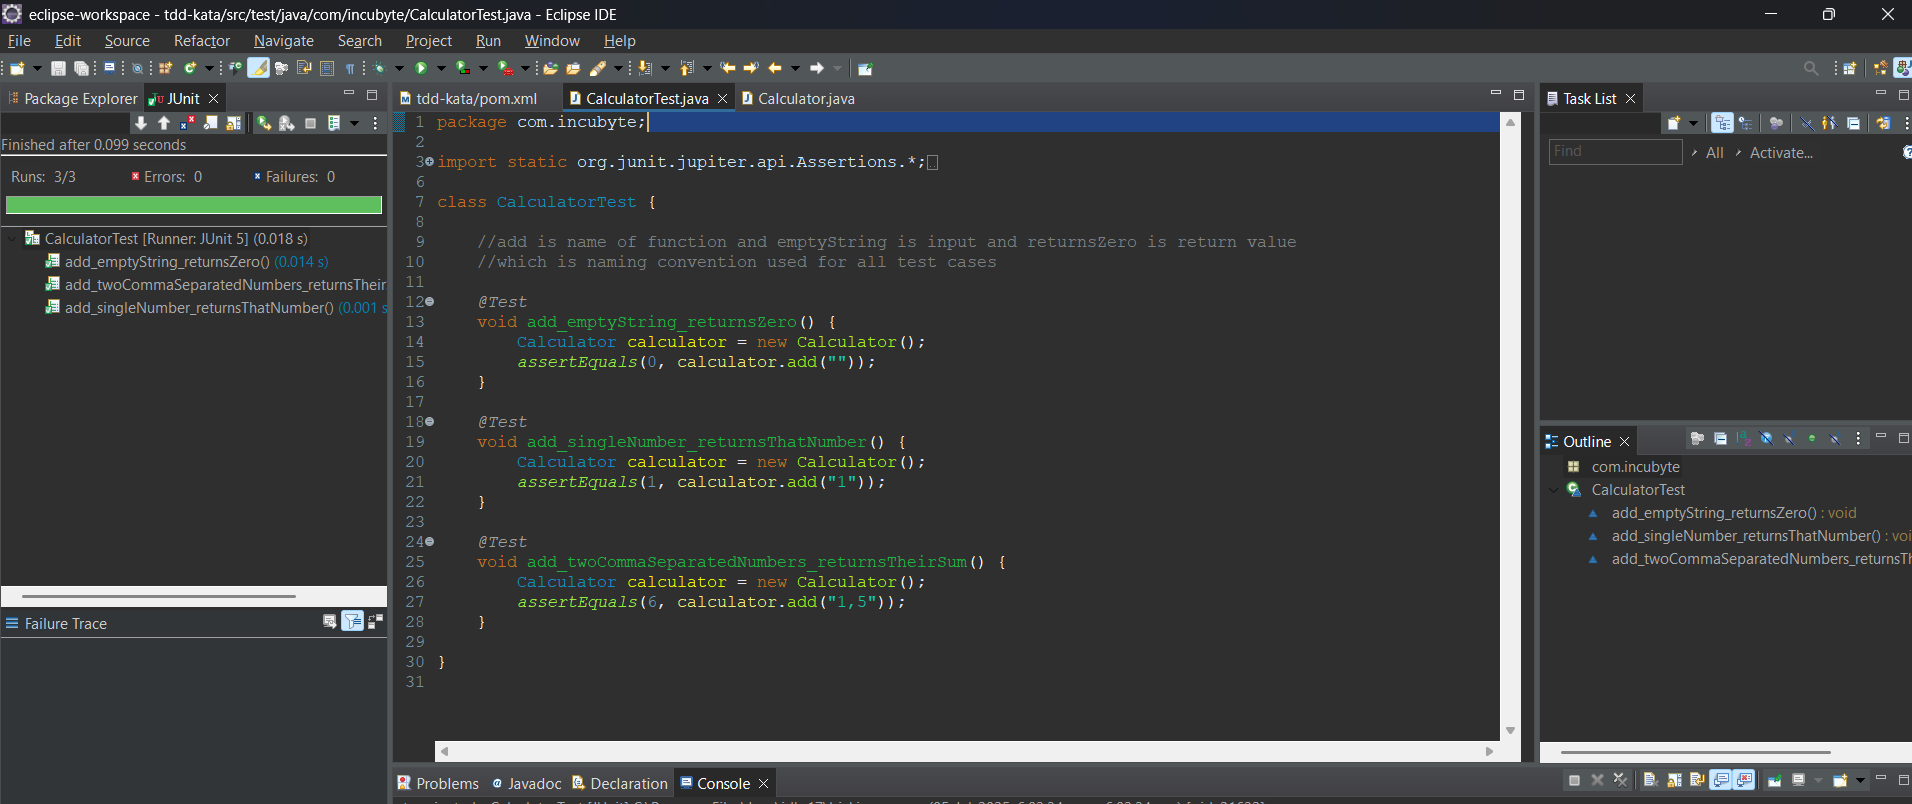 eclipse-workspace - tdd-kata/src/test/java/com/incubyte/CalculatorTest.java - Eclipse IDE
File Edit Source Refactor Navigate Search Project Run Window Help
Package Explorer JUnit
Finished after 0.099 seconds
Runs: 3/3 Errors: 0 Failures: 0
CalculatorTest [Runner: JUnit 5] (0.018 s)
add_emptyString_returnsZero() (0.014 s)
add_twoCommaSeparatedNumbers_returnsTheir
add_singleNumber_returnsThatNumber() (0.001 s
Failure Trace
tdd-kata/pom.xml CalculatorTest.java Calculator.java
1 package com.incubyte;
2
3 import static org.junit.jupiter.api.Assertions.*;
6
7 class CalculatorTest {
8
9 //add is name of function and emptyString is input and returnsZero is return value
10 //which is naming convention used for all test cases
11
12 @Test
13 void add_emptyString_returnsZero() {
14 Calculator calculator = new Calculator();
15 assertEquals(0, calculator.add(""));
16 }
17
18 @Test
19 void add_singleNumber_returnsThatNumber() {
20 Calculator calculator = new Calculator();
21 assertEquals(1, calculator.add("1"));
22 }
23
24 @Test
25 void add_twoCommaSeparatedNumbers_returnsTheirSum() {
26 Calculator calculator = new Calculator();
27 assertEquals(6, calculator.add("1,5"));
28 }
29
30 }
31
Task List
Find All Activate...
Outline
com.incubyte
CalculatorTest
add_emptyString_returnsZero() : void
add_singleNumber_returnsThatNumber() : voi
add_twoCommaSeparatedNumbers_returnsTh
Problems Javadoc Declaration Console